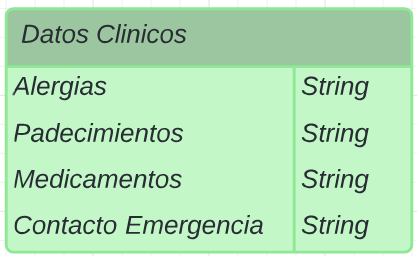 Datos Clinicos
Alergias String
Padecimientos String
Medicamentos String
Contacto Emergencia String